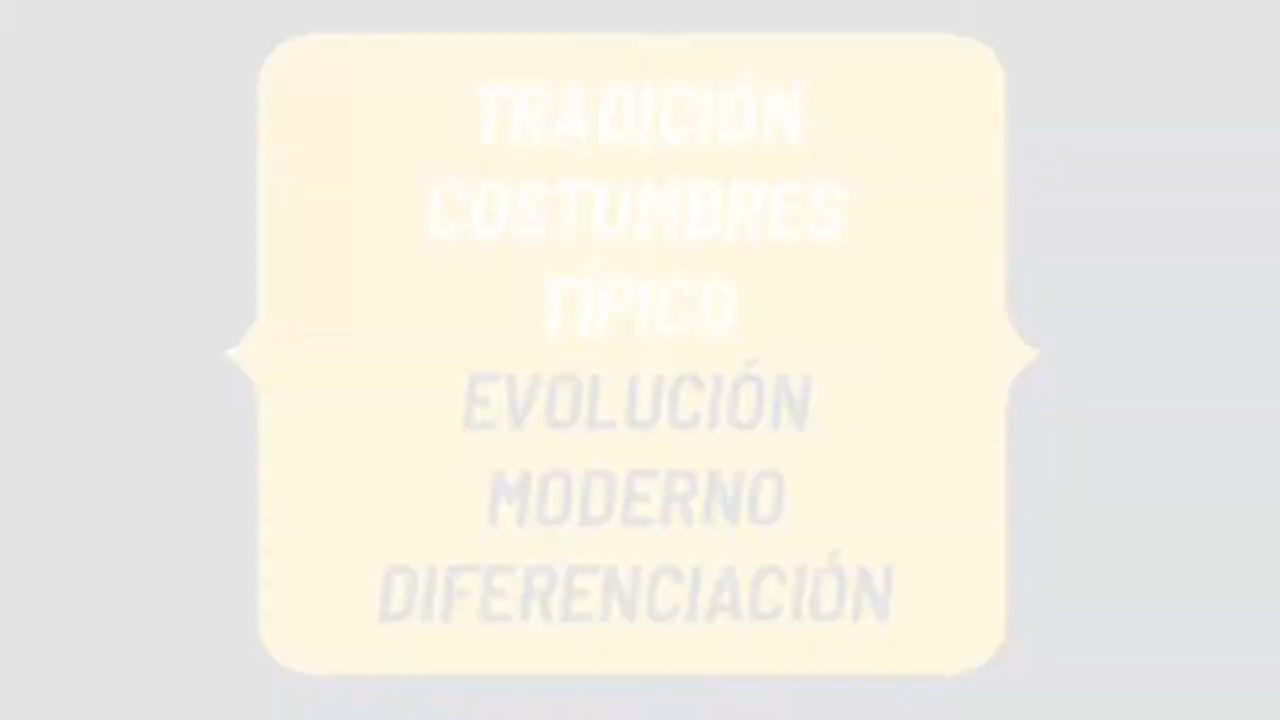 TRADICIÓN
COSTUMBRES
TÍPICO
EVOLUCIÓN
MODERNO
DIFERENCIACIÓN